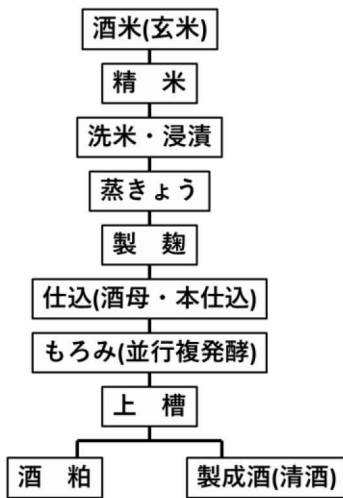 酒米(玄米)
精　米
洗米・浸漬
蒸きょう
製　麹
仕込(酒母・本仕込)
もろみ(並行複発酵)
上　槽
酒　粕
製成酒(清酒)